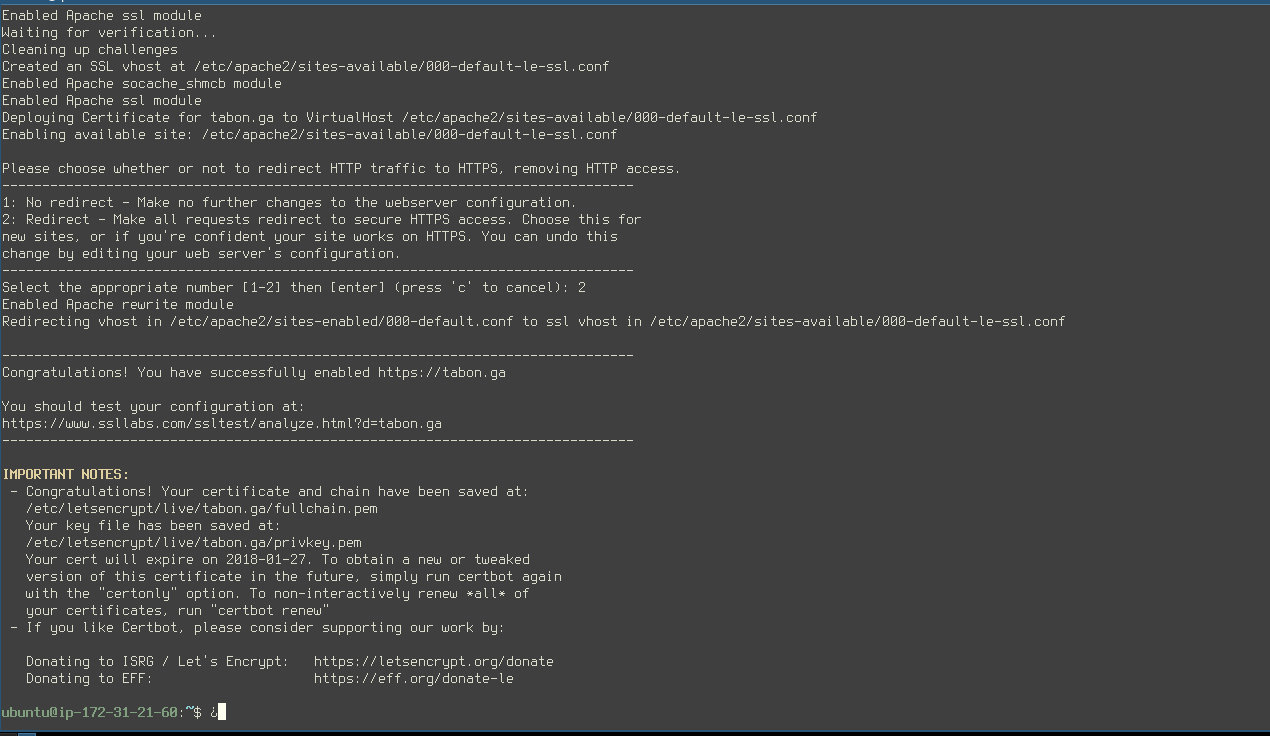 Enabled Apache ssl module
Waiting for verification...
Cleaning up challenges
Created an SSL vhost at /etc/apache2/sites-available/000-default-le-ssl.conf
Enabled Apache socache_shmcb module
Enabled Apache ssl module
Deploying Certificate for tabon.ga to VirtualHost /etc/apache2/sites-available/000-default-le-ssl.conf
Enabling available site: /etc/apache2/sites-available/000-default-le-ssl.conf
Please choose whether or not to redirect HTTP traffic to HTTPS, removing HTTP access.
-------------------------------------------------------------------------------
1: No redirect - Make no further changes to the webserver configuration.
2: Redirect - Make all requests redirect to secure HTTPS access. Choose this for
new sites, or if you're confident your site works on HTTPS. You can undo this
change by editing your web server's configuration.
-------------------------------------------------------------------------------
Select the appropriate number [1-2] then [enter] (press 'c' to cancel): 2
Enabled Apache rewrite module
Redirecting vhost in /etc/apache2/sites-enabled/000-default.conf to ssl vhost in /etc/apache2/sites-available/000-default-le-ssl.conf
-------------------------------------------------------------------------------
Congratulations! You have successfully enabled https://tabon.ga
You should test your configuration at:
https://www.ssllabs.com/ssltest/analyze.html?d=tabon.ga
-------------------------------------------------------------------------------
IMPORTANT NOTES:
- Congratulations! Your certificate and chain have been saved at:
/etc/letsencrypt/live/tabon.ga/fullchain.pem
Your key file has been saved at:
/etc/letsencrypt/live/tabon.ga/privkey.pem
Your cert will expire on 2018-01-27. To obtain a new or tweaked
version of this certificate in the future, simply run certbot again
with the "certonly" option. To non-interactively renew *all* of
your certificates, run "certbot renew"
- If you like Certbot, please consider supporting our work by:
Donating to ISRG / Let's Encrypt: https://letsencrypt.org/donate
Donating to EFF: https://eff.org/donate-le
ubuntu@ip-172-31-21-60:~$ ¿